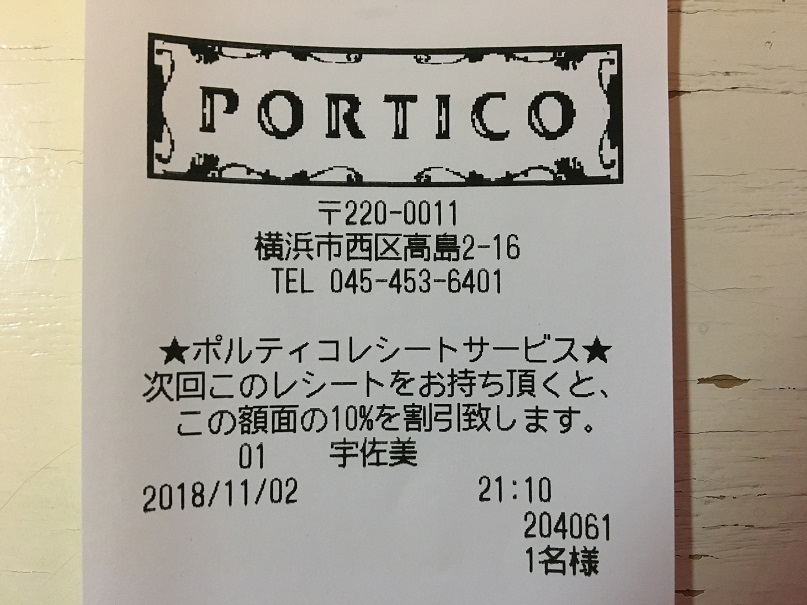 PORTICO
〒220-0011
横浜市西区高島2-16
TEL 045-453-6401
★ポルティコレシートサービス★
次回このレシートをお持ち頂くと、
この額面の10%を割引致します。
01 宇佐美
2018/11/02 21:10
204061
1名様